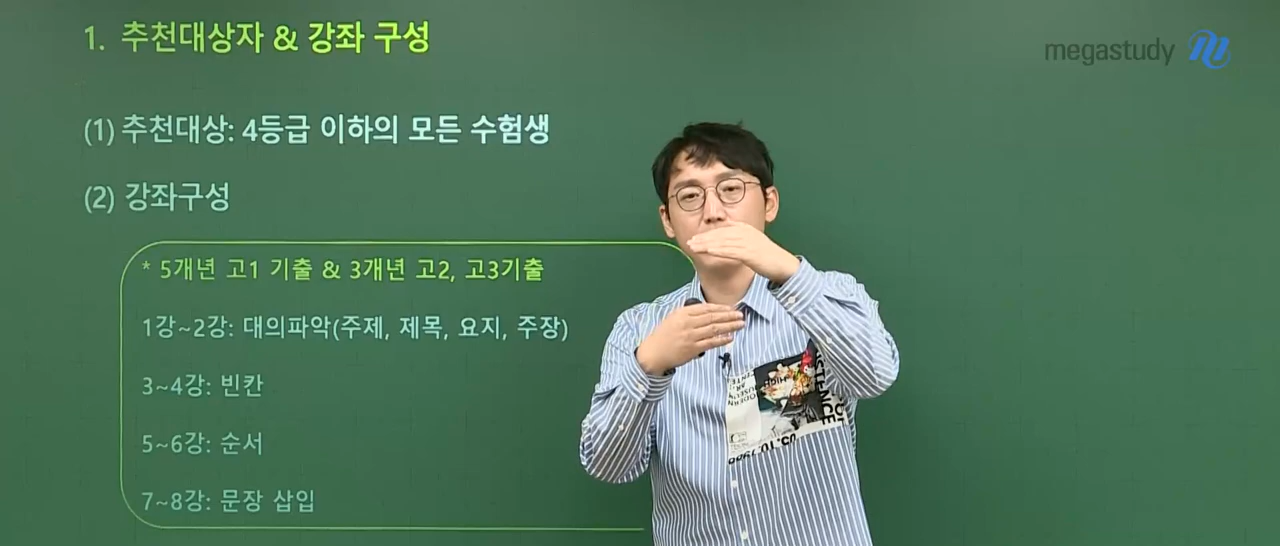 1. 추천대상자 & 강좌 구성
megastudy
(1) 추천대상: 4등급 이하의 모든 수험생
(2) 강좌구성
* 5개년 고1 기출 & 3개년 고2, 고3기출
1강~2강: 대의파악(주제, 제목, 요지, 주장)
3~4강: 빈칸
5~6강: 순서
7~8강: 문장 삽입